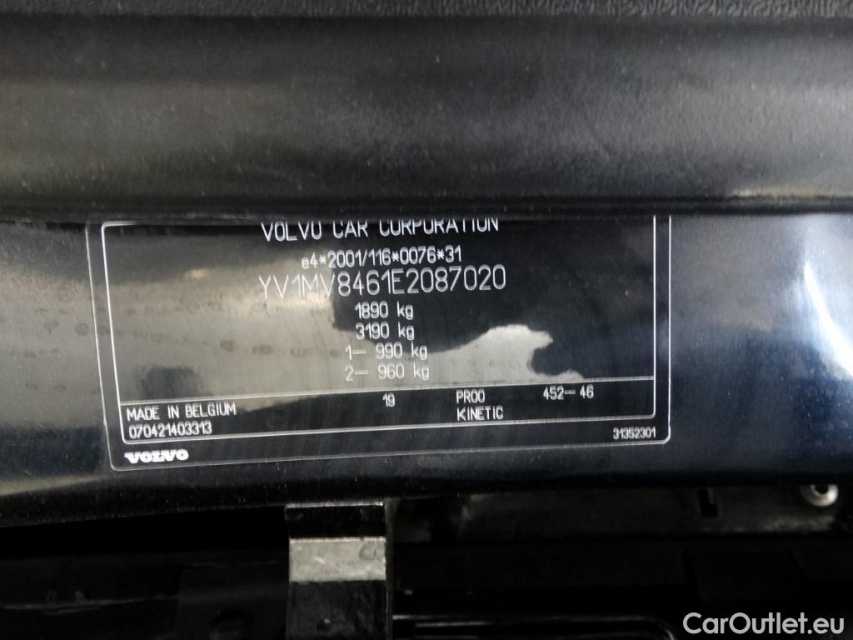 VOLVO CAR CORPORATION
e4*2001/116*0076*31
YV1MV8461E2087020
1890 kg
3190 kg
1– 990 kg
2– 960 kg
MADE IN BELGIUM 19 PR00 452–46
070421403313 KINETIC
31352301
VOLVO
CarOutlet.eu